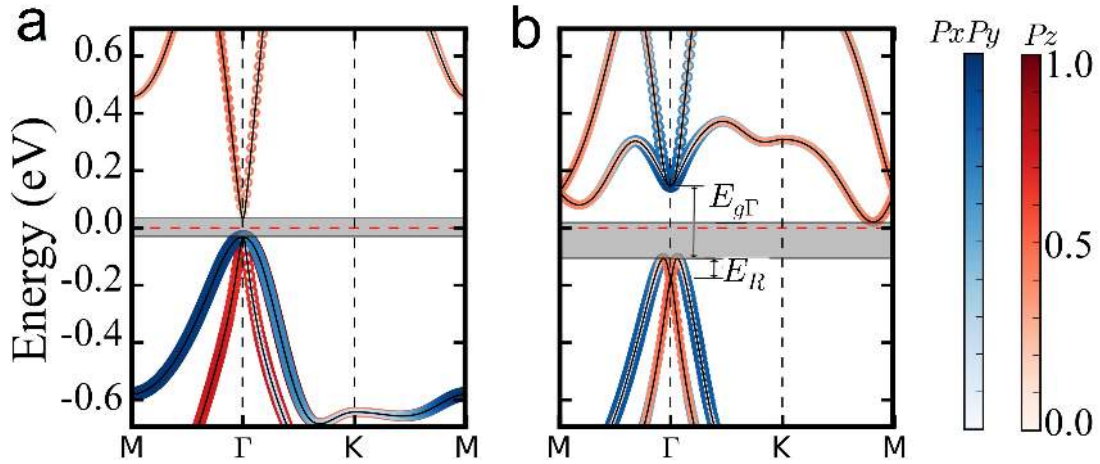 a
b
PxPy
Pz
Energy (eV)
0.6
0.4
0.2
0.0
-0.2
-0.4
-0.6
M
Γ
K
M
E_gΓ
E_R
M
Γ
K
M
1.0
0.5
0.0